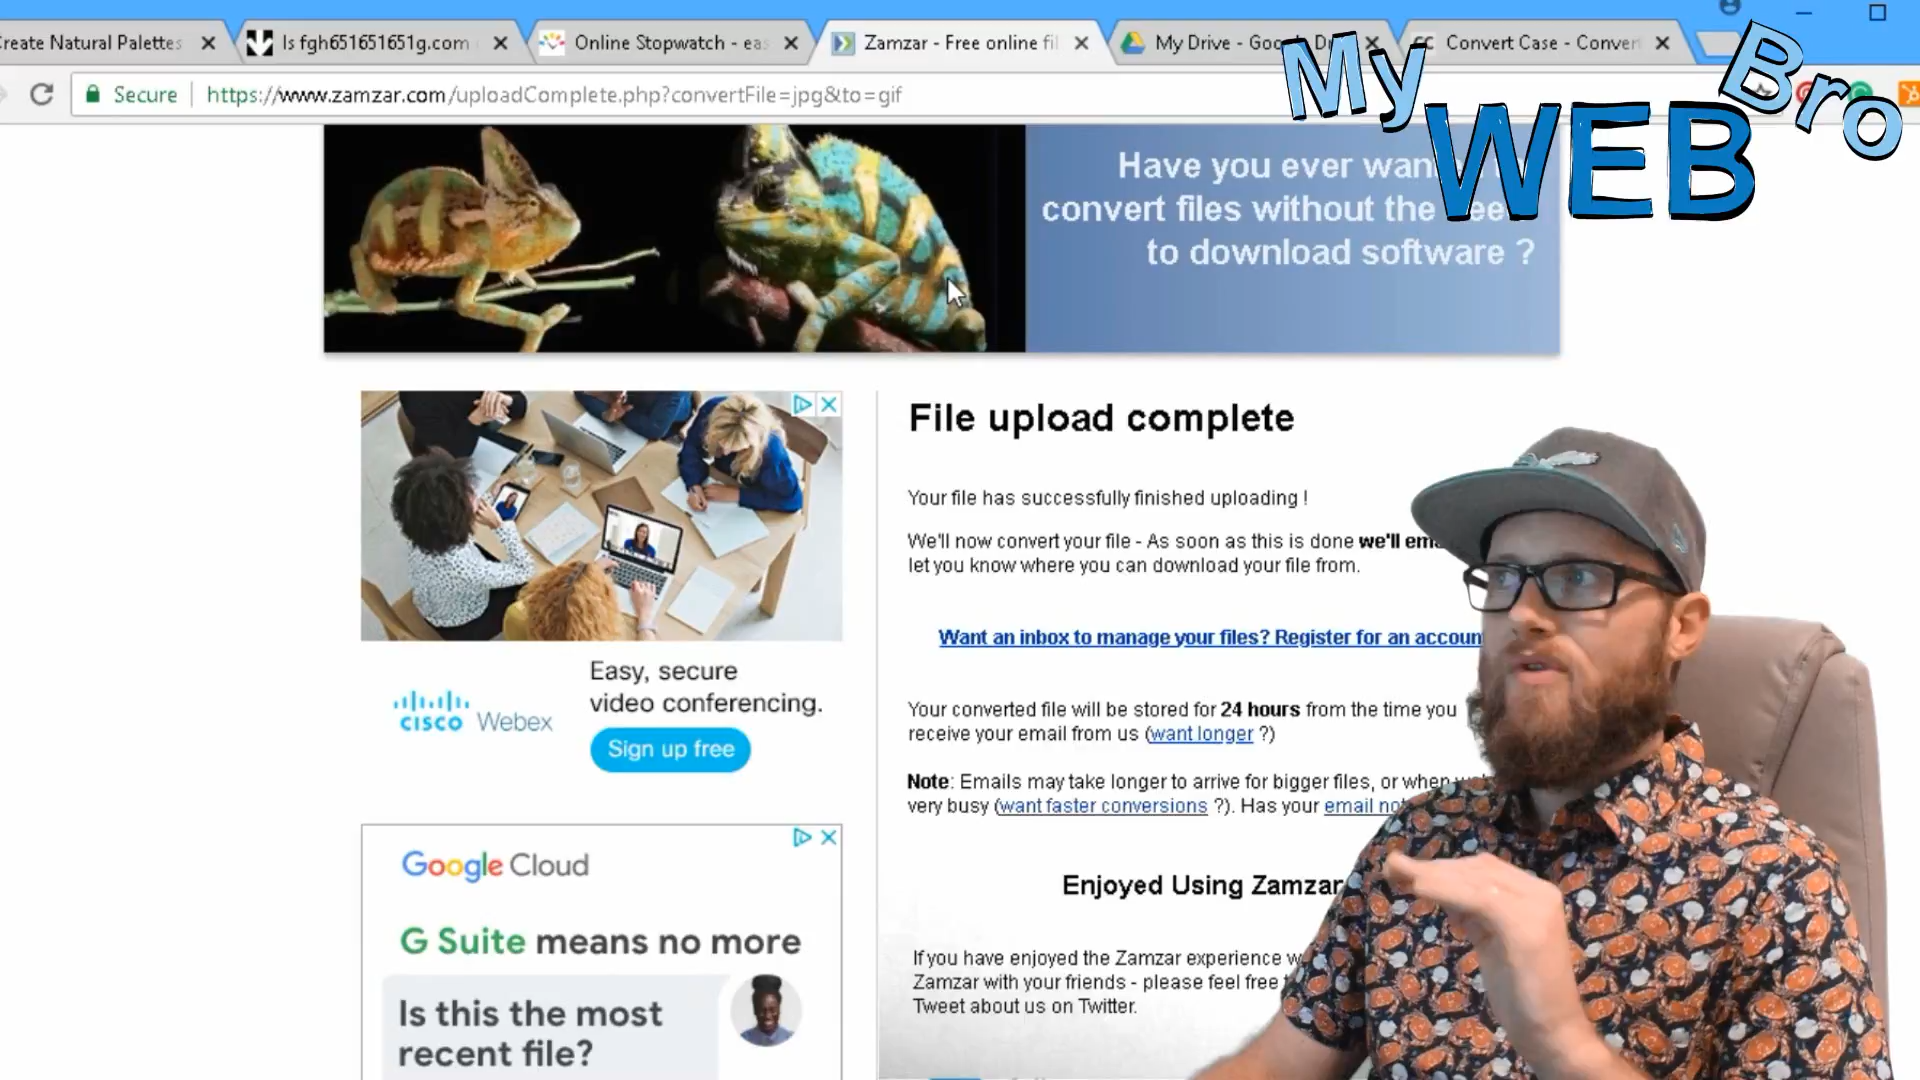 reate Natural Palettes
Is fgh651651651g.com
Online Stopwatch - eas
Zamzar - Free online fil
My Drive - Goog
Convert Case - Conver
Secure
https://www.zamzar.com/uploadComplete.php?convertFile=jpg&to=gif
My
WEB
Bro
Have you ever wan
convert files without the
to download software ?
File upload complete
Your file has successfully finished uploading !
We'll now convert your file - As soon as this is done we'll em
let you know where you can download your file from.
Want an inbox to manage your files? Register for an accoun
Your converted file will be stored for 24 hours from the time you
receive your email from us (want longer ?)
Note: Emails may take longer to arrive for bigger files, or when
very busy (want faster conversions ?). Has your email not
Enjoyed Using Zamzar
If you have enjoyed the Zamzar experience w
Zamzar with your friends - please feel free
Tweet about us on Twitter.
Easy, secure
video conferencing.
cisco Webex
Sign up free
Google Cloud
G Suite means no more
Is this the most
recent file?